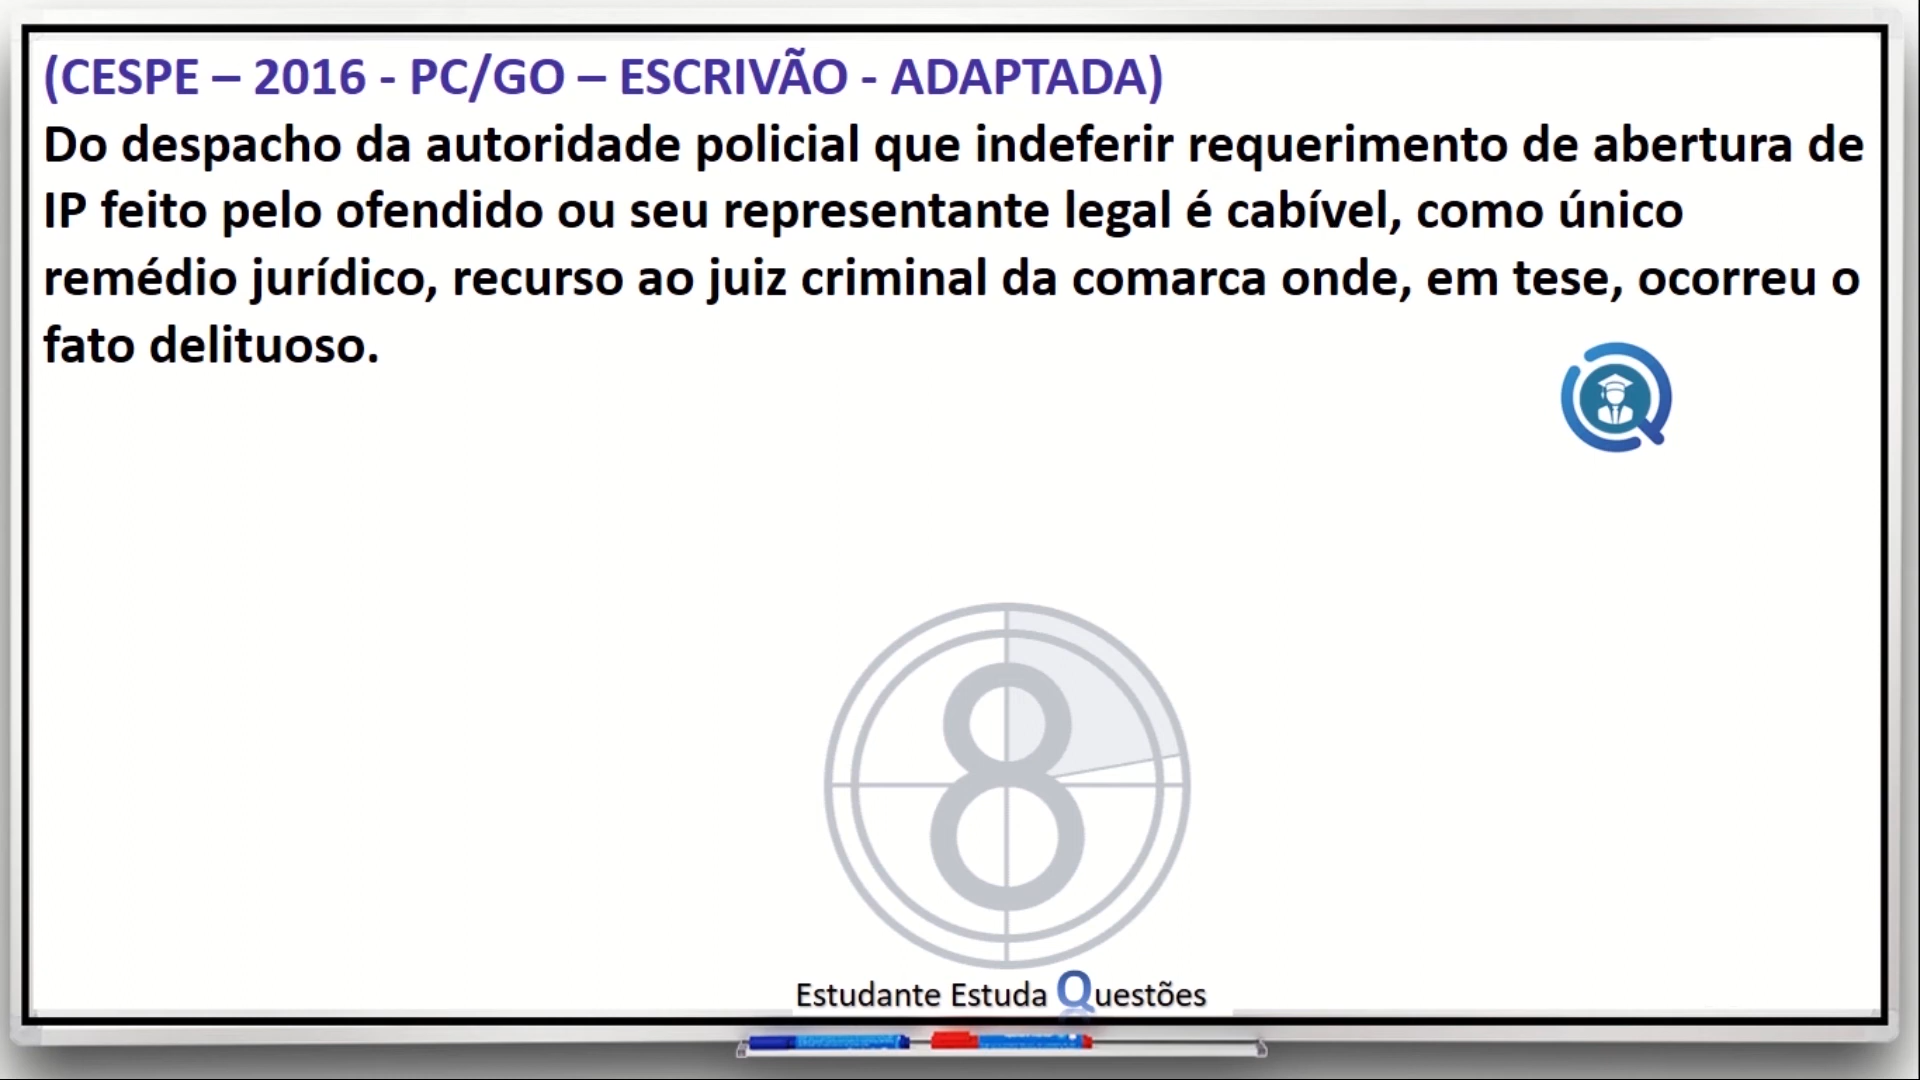 (CESPE – 2016 - PC/GO – ESCRIVÃO - ADAPTADA)
Do despacho da autoridade policial que indeferir requerimento de abertura de
IP feito pelo ofendido ou seu representante legal é cabível, como único
remédio jurídico, recurso ao juiz criminal da comarca onde, em tese, ocorreu o
fato delituoso.
8
Estudante Estuda Questões